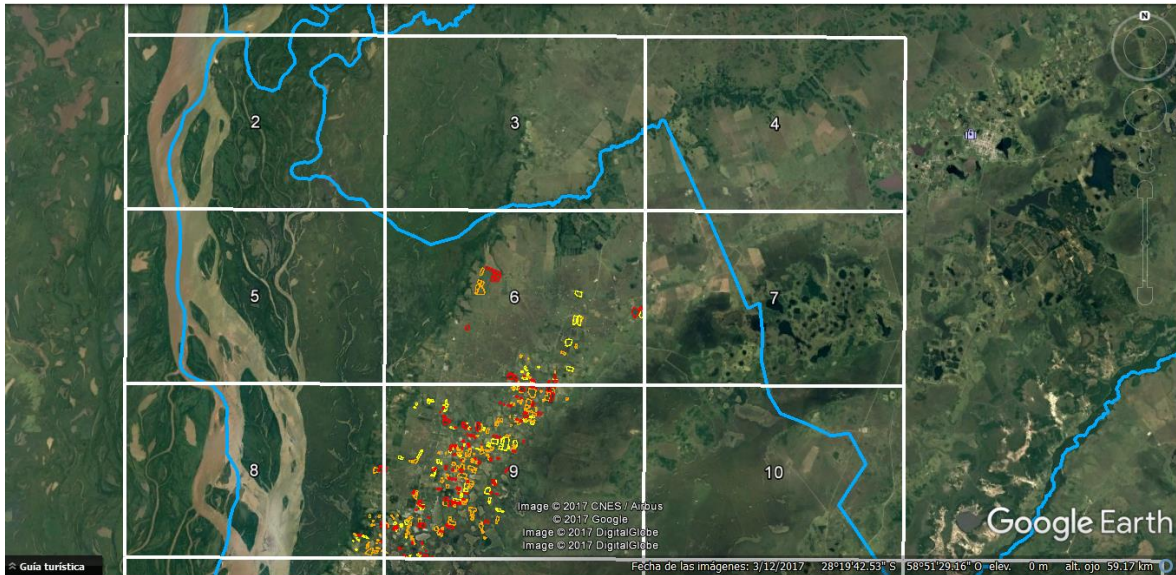 N
2
3
4
5
6
7
8
9
10
Image © 2017 CNES / Airbus
© 2017 Google
Image © 2017 DigitalGlobe
Image © 2017 DigitalGlobe
Google Earth
Guía turística
Fecha de las imágenes: 3/12/2017 28°19'42.53" S 58°51'29.16" O elev. 0 m alt. ojo 59.17 km